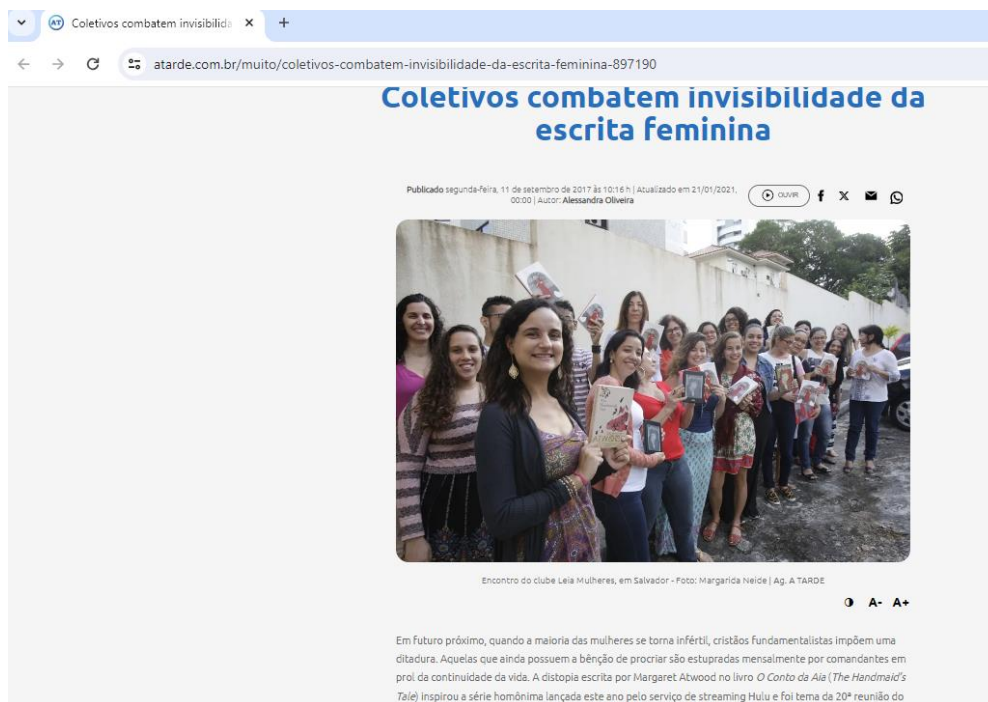 Coletivos combatem invisibilida
atarde.com.br/muito/coletivos-combatem-invisibilidade-da-escrita-feminina-897190
Coletivos combatem invisibilidade da
escrita feminina
Publicado segunda-feira, 11 de setembro de 2017 às 10:16 h | Atualizado em 21/01/2021,
00:00 | Autor: Alessandra Oliveira
OUVIR
Encontro do clube Leia Mulheres, em Salvador - Foto: Margarida Neide | Ag. A TARDE
A- A+
Em futuro próximo, quando a maioria das mulheres se torna infértil, cristãos fundamentalistas impõem uma
ditadura. Aquelas que ainda possuem a bênção de procriar são estupradas mensalmente por comandantes em
prol da continuidade da vida. A distopia escrita por Margaret Atwood no livro O Conto da Aia (The Handmaid's
Tale) inspirou a série homônima lançada este ano pelo serviço de streaming Hulu e foi tema da 20ª reunião do